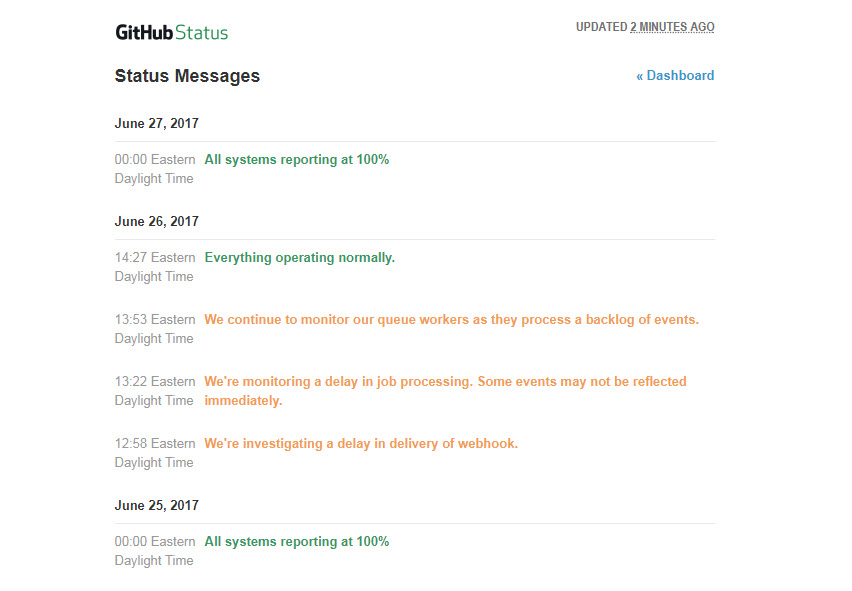 GitHub Status
UPDATED 2 MINUTES AGO
Status Messages
« Dashboard
June 27, 2017
00:00 Eastern All systems reporting at 100%
Daylight Time
June 26, 2017
14:27 Eastern Everything operating normally.
Daylight Time
13:53 Eastern We continue to monitor our queue workers as they process a backlog of events.
Daylight Time
13:22 Eastern We're monitoring a delay in job processing. Some events may not be reflected
Daylight Time immediately.
12:58 Eastern We're investigating a delay in delivery of webhook.
Daylight Time
June 25, 2017
00:00 Eastern All systems reporting at 100%
Daylight Time